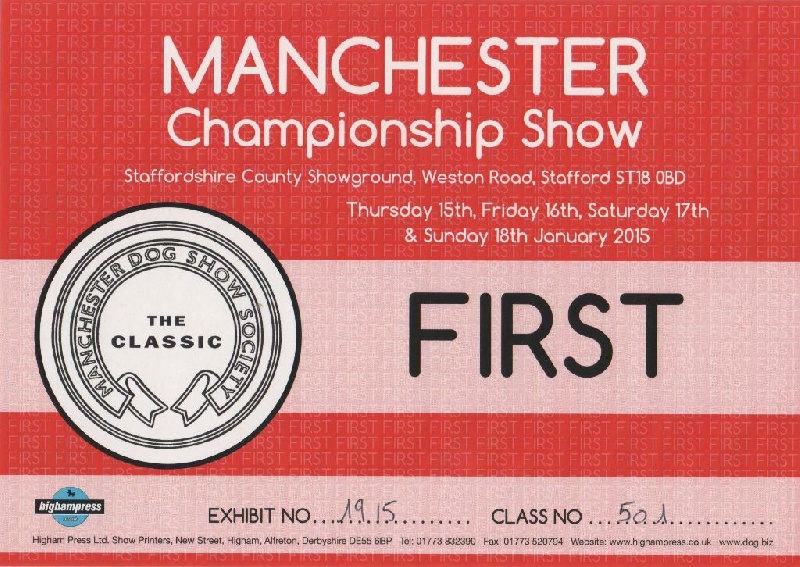 MANCHESTER
Championship Show
Staffordshire County Showground, Weston Road, Stafford ST18 0BD
Thursday 15th, Friday 16th, Saturday 17th
& Sunday 18th January 2015
MANCHESTER DOG SHOW SOCIETY
THE
CLASSIC
FIRST
highampress
EXHIBIT NO...1915......... CLASS NO ...501............
Higham Press Ltd. Show Printers, New Street, Higham, Alfreton, Derbyshire DE55 6BP Tel: 01773 832390 Fax: 01773 520794 Website: www.highampress.co.uk www.dog.biz